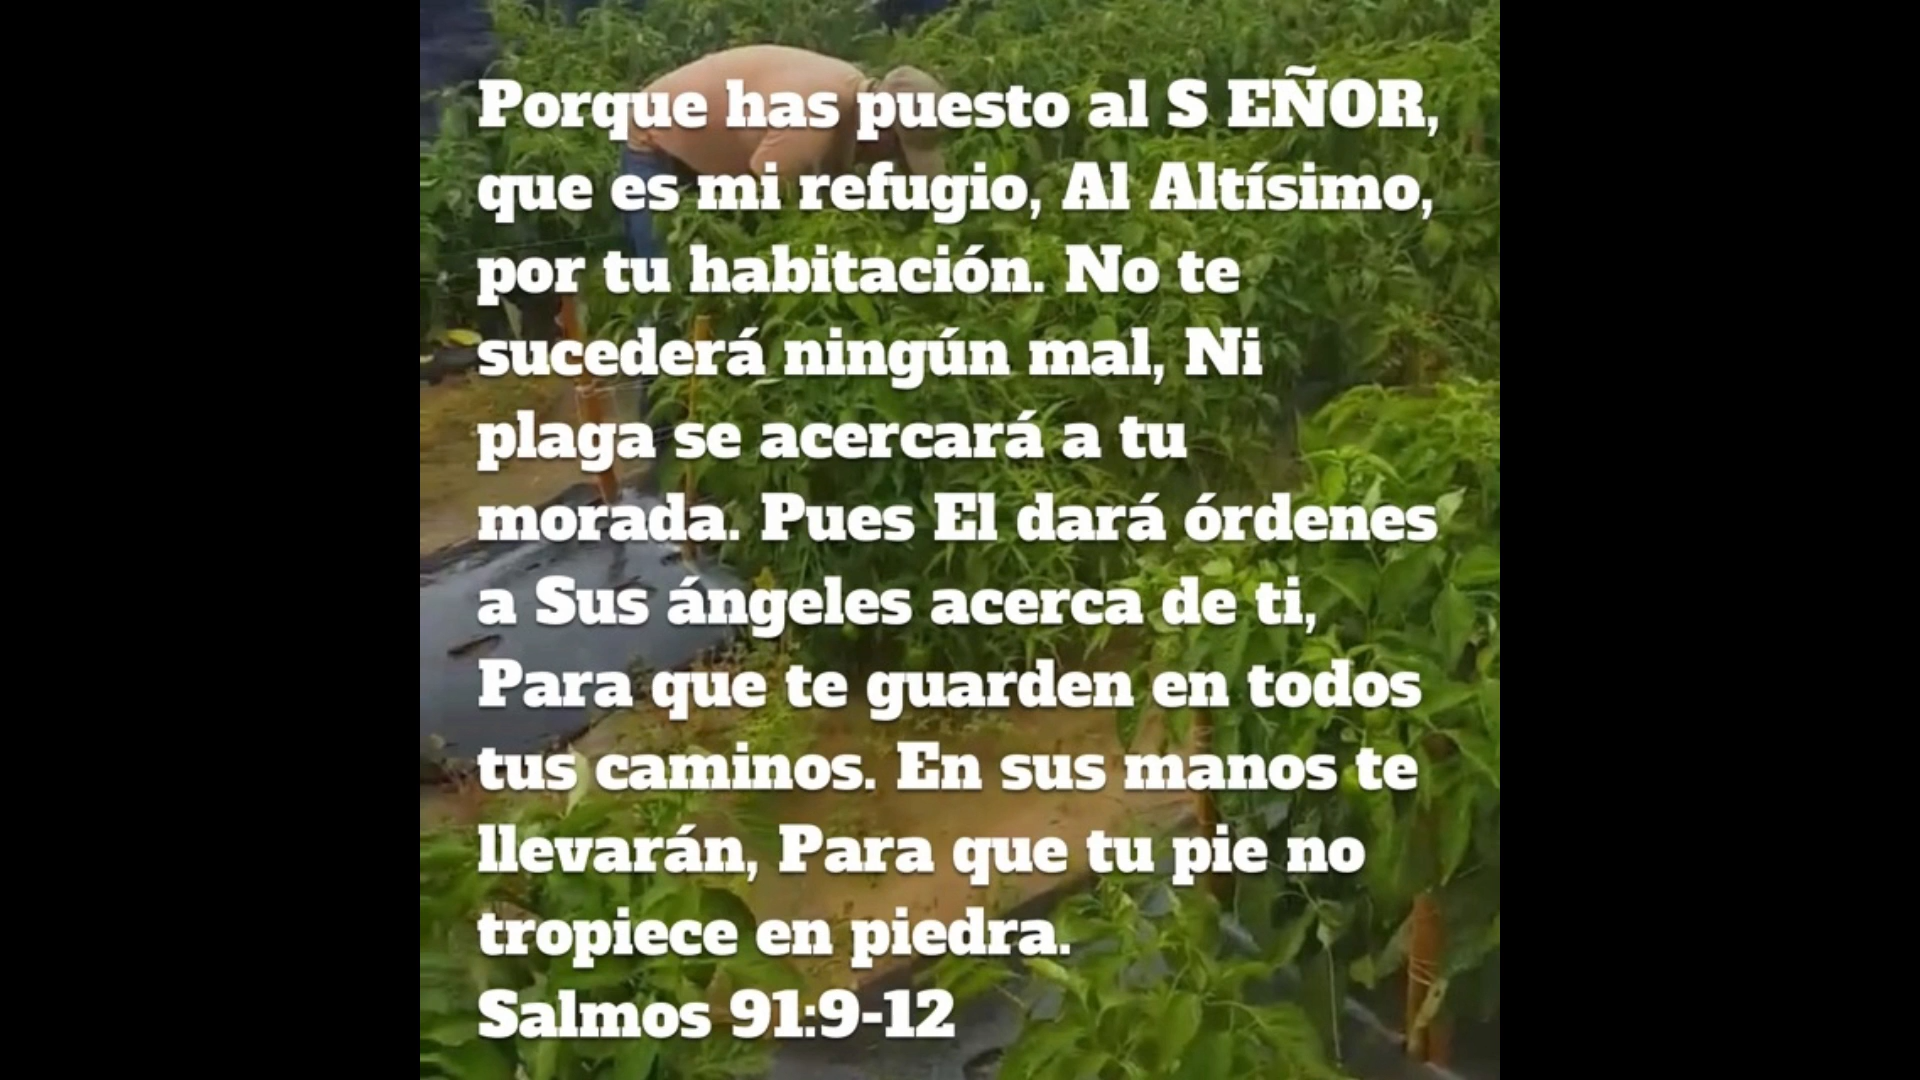 Porque has puesto al S EÑOR,
que es mi refugio, Al Altísimo,
por tu habitación. No te
sucederá ningún mal, Ni
plaga se acercará a tu
morada. Pues El dará órdenes
a Sus ángeles acerca de ti,
Para que te guarden en todos
tus caminos. En sus manos te
llevarán, Para que tu pie no
tropiece en piedra.
Salmos 91:9-12